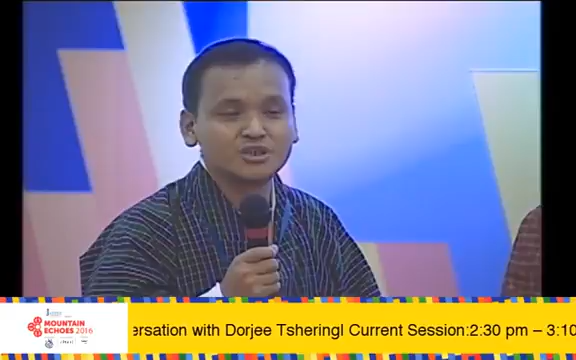 MOUNTAIN
ECHOES 2016
ersation with Dorjee Tsheringl Current Session:2:30 pm – 3:10